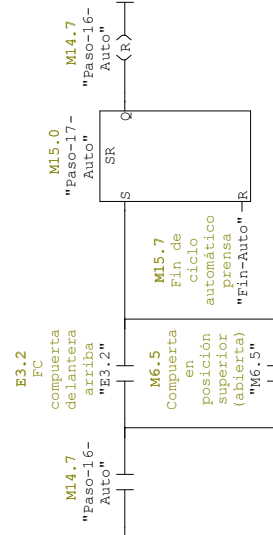 M14.7
"Paso-16-
Auto"
E3.2
FC
compuerta
delantera
arriba
"E3.2"
M6.5
Compuerta
en
posición
superior
(abierta)
"M6.5"
M15.7
Fin de
ciclo
automático
prensa
"Fin-Auto"
M15.0
"Paso-17-
Auto"
SR
S
R
Q
M14.7
"Paso-16-
Auto"
R